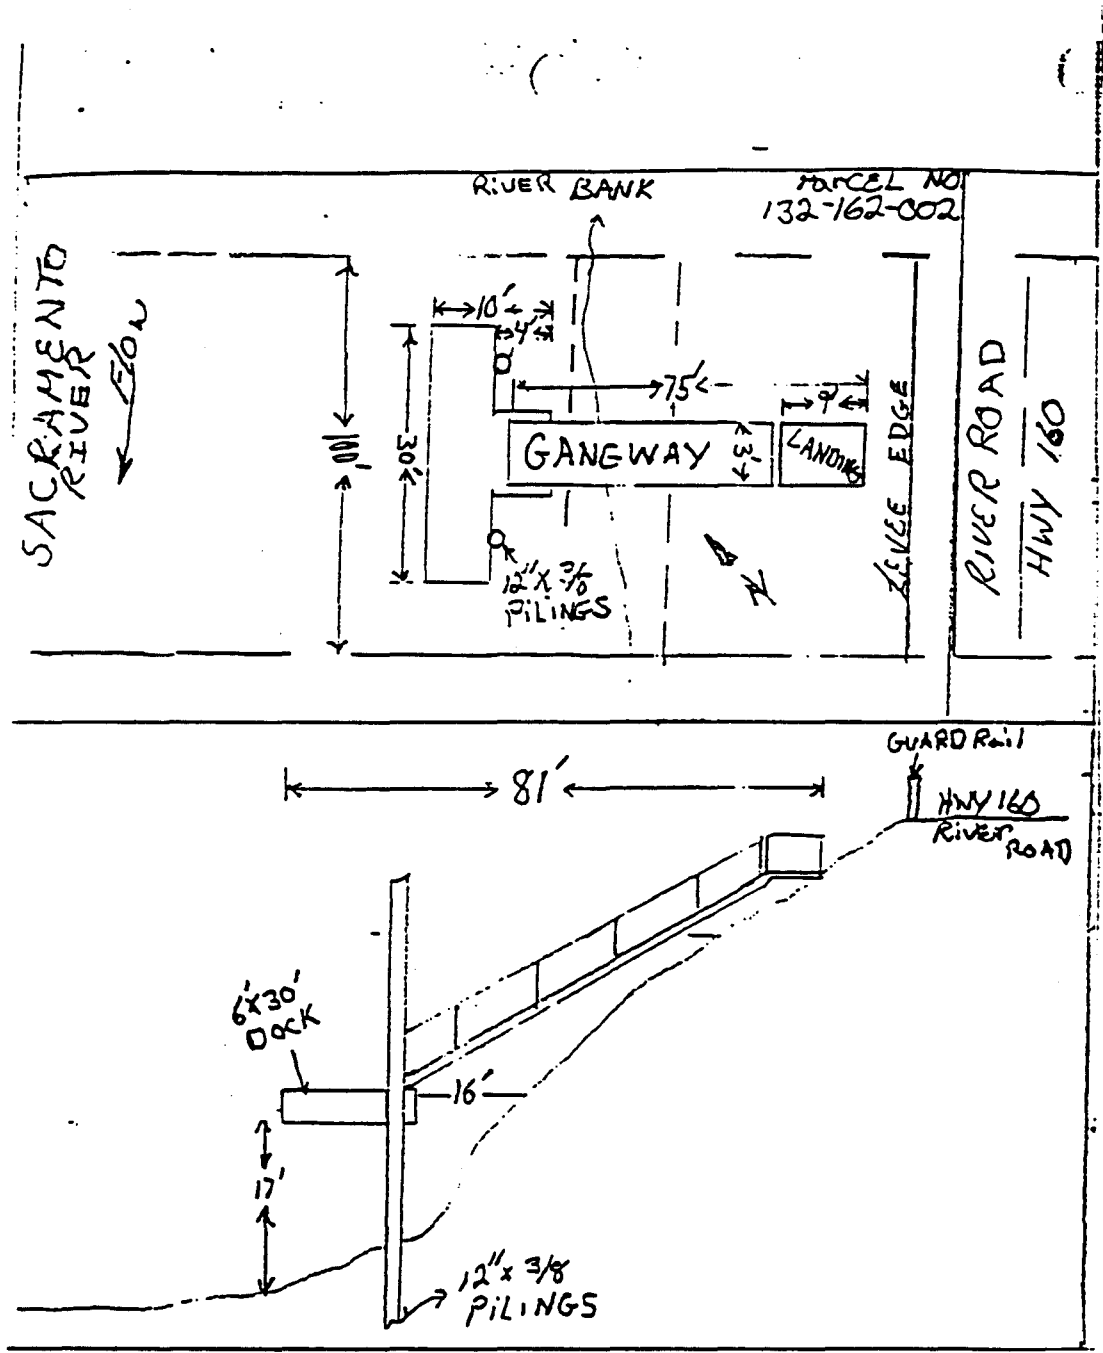 RIVER BANK
PARCEL NO.
132-162-002
SACRAMENTO
RIVER
Flow
10'
4'
75'
9'
30'
GANGWAY
3'
LANDING
LEVEE EDGE
RIVER ROAD
HWY 160
12" X 3/8
PILINGS
N
81'
GUARD Rail
HWY 160
RIVER
ROAD
6'X30'
DOCK
16'
17'
12" x 3/8
PILINGS